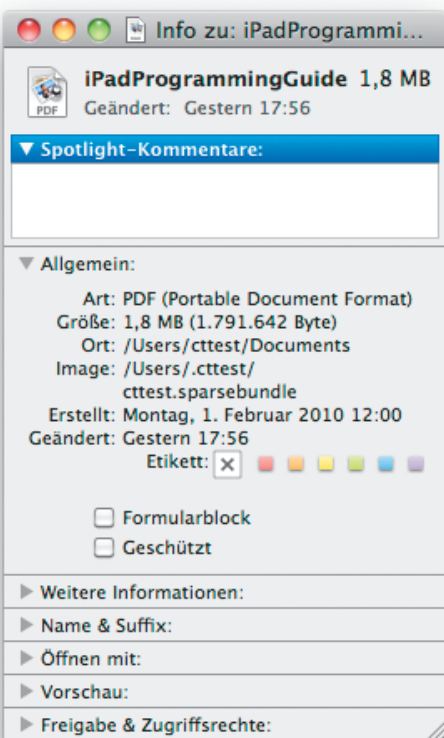 Info zu: iPadProgrammi...
iPadProgrammingGuide 1,8 MB
PDF
Geändert: Gestern 17:56
Spotlight-Kommentare:
Allgemein:
Art: PDF (Portable Document Format)
Größe: 1,8 MB (1.791.642 Byte)
Ort: /Users/cttest/Documents
Image: /Users/.cttest/
cttest.sparsebundle
Erstellt: Montag, 1. Februar 2010 12:00
Geändert: Gestern 17:56
Etikett:
Formularblock
Geschützt
Weitere Informationen:
Name & Suffix:
Öffnen mit:
Vorschau:
Freigabe & Zugriffsrechte: